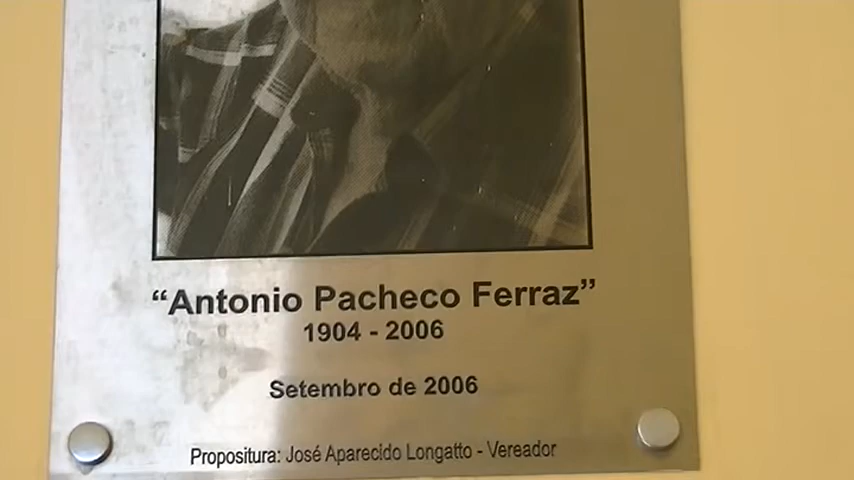 “Antonio Pacheco Ferraz”
1904 - 2006
Setembro de 2006
Propositura: José Aparecido Longatto - Vereador